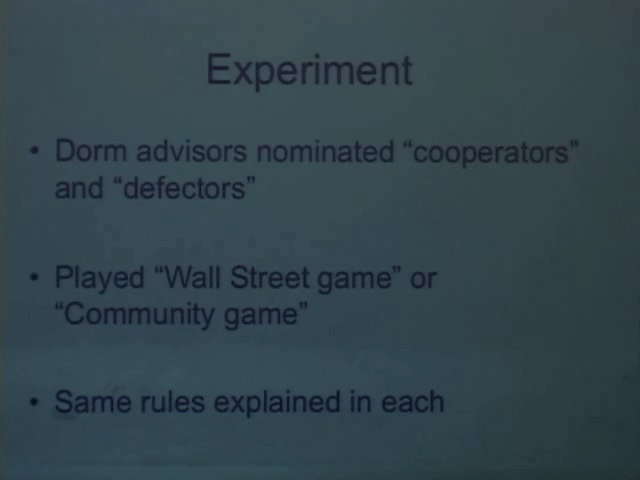 Experiment
• Dorm advisors nominated “cooperators”
and “defectors”
• Played “Wall Street game” or
“Community game”
• Same rules explained in each